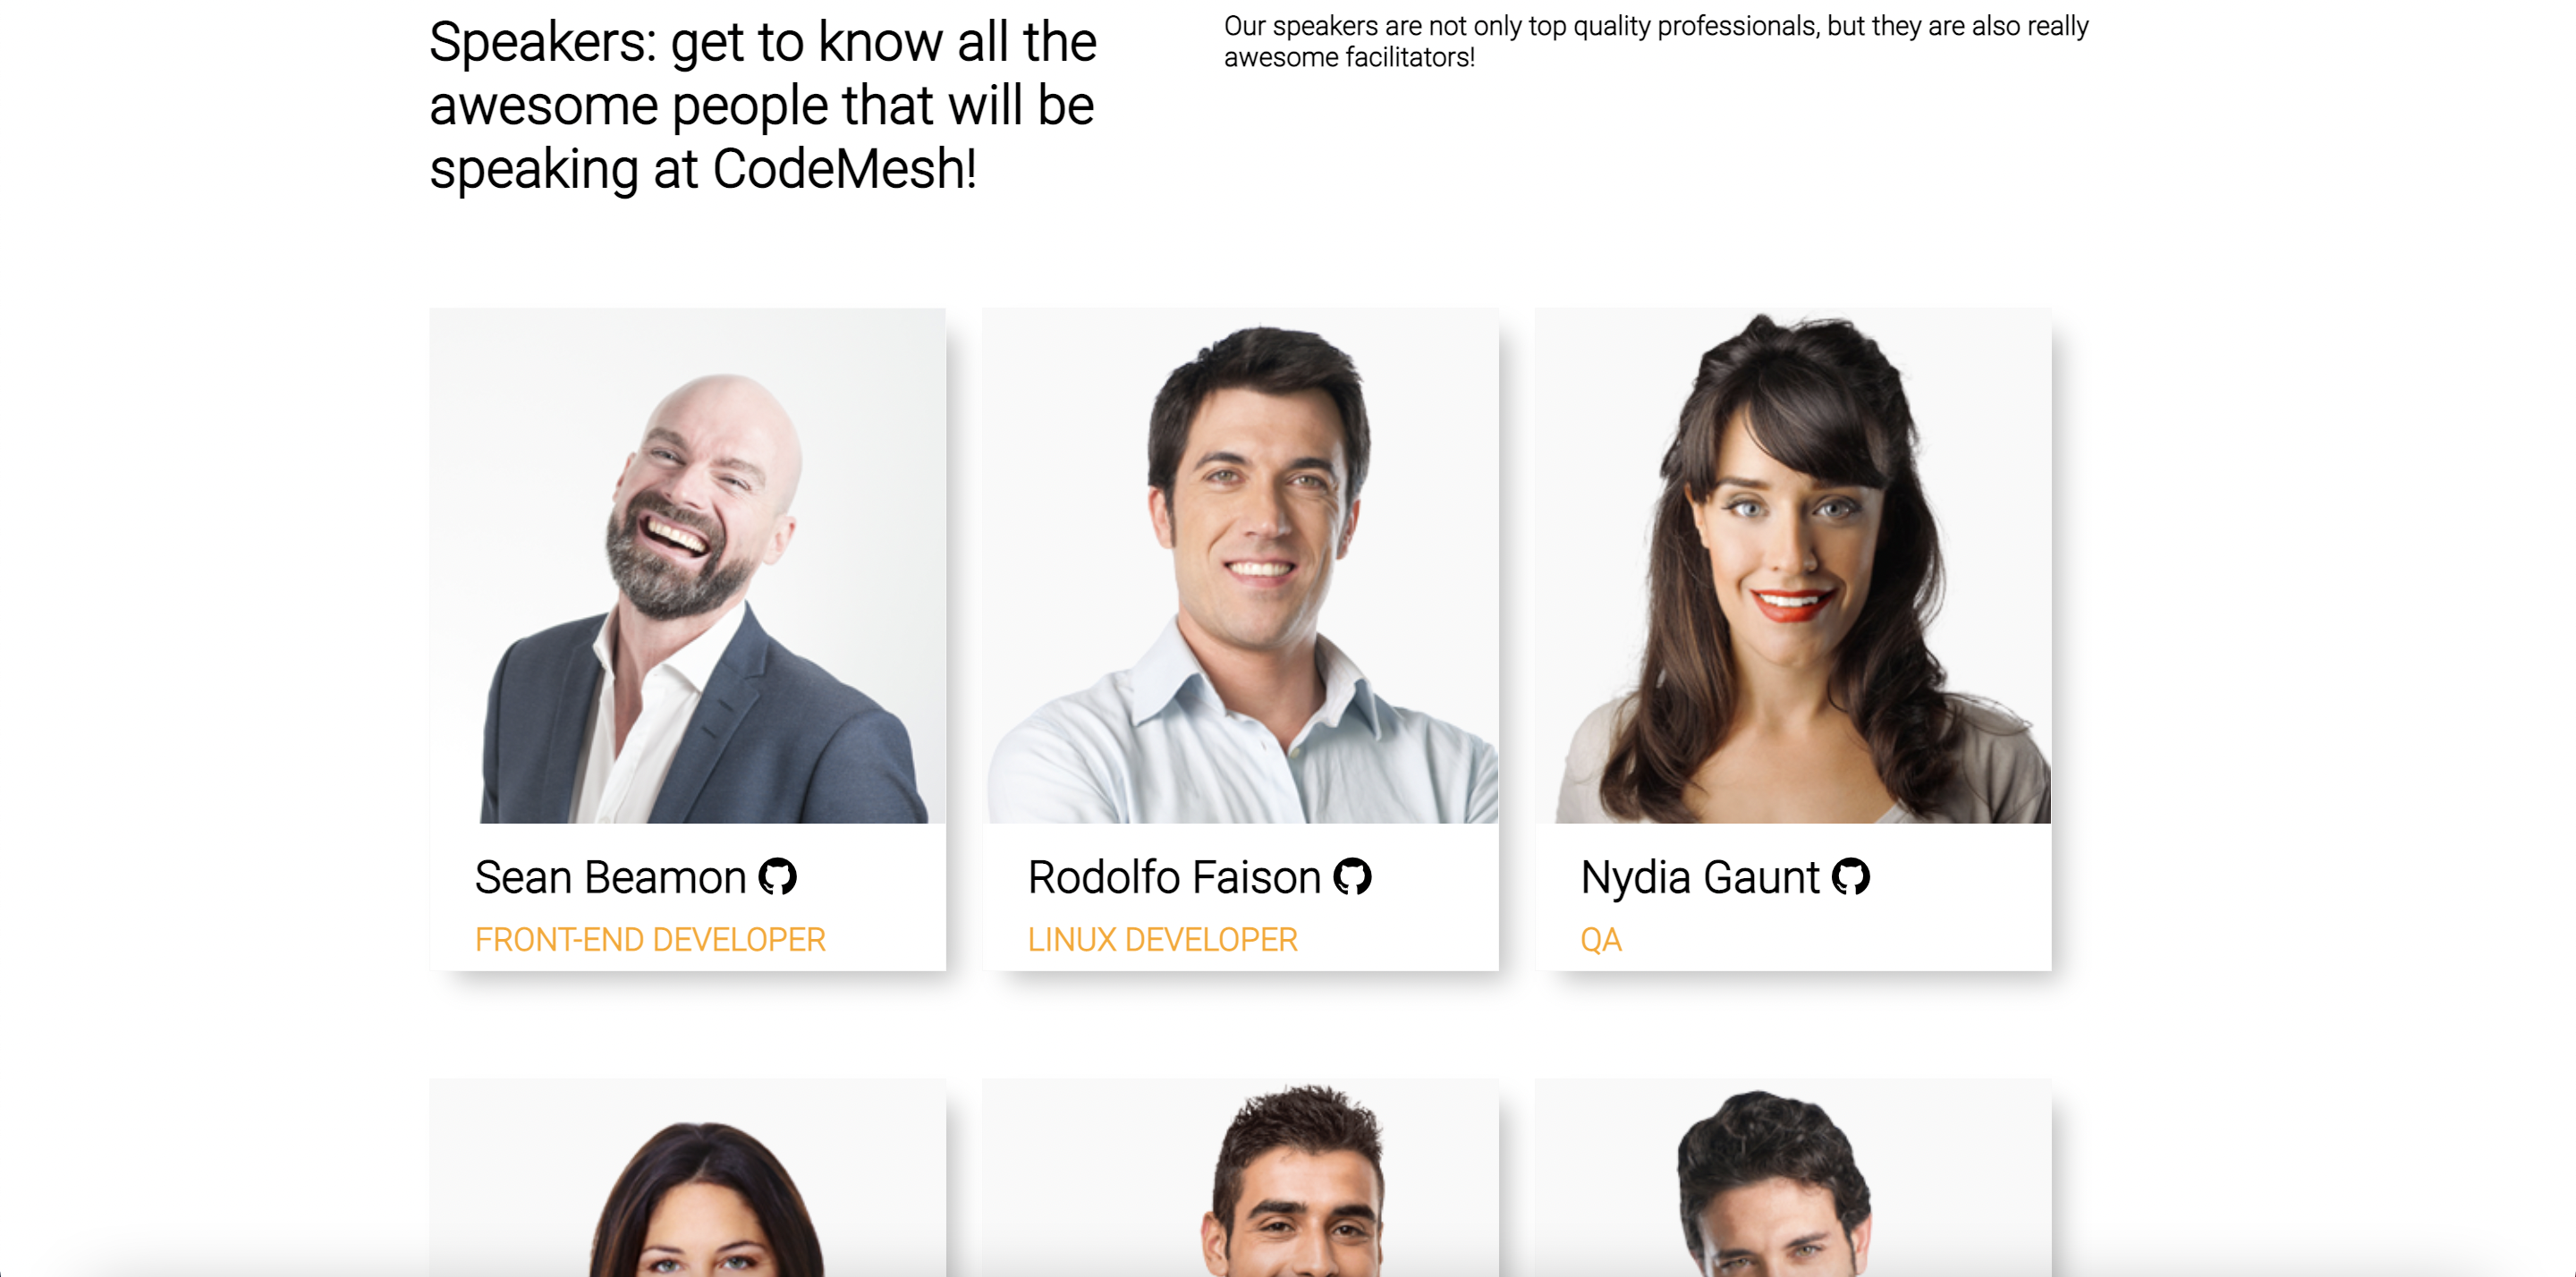 Speakers: get to know all the
awesome people that will be
speaking at CodeMesh!
Our speakers are not only top quality professionals, but they are also really
awesome facilitators!
Sean Beamon
FRONT-END DEVELOPER
Rodolfo Faison
LINUX DEVELOPER
Nydia Gaunt
QA